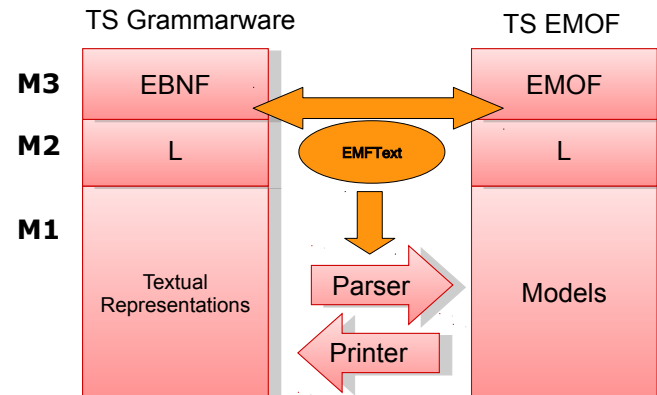 TS Grammarware
TS EMOF
M3
EBNF
EMOF
M2
L
EMFText
L
M1
Textual
Representations
Parser
Models
Printer